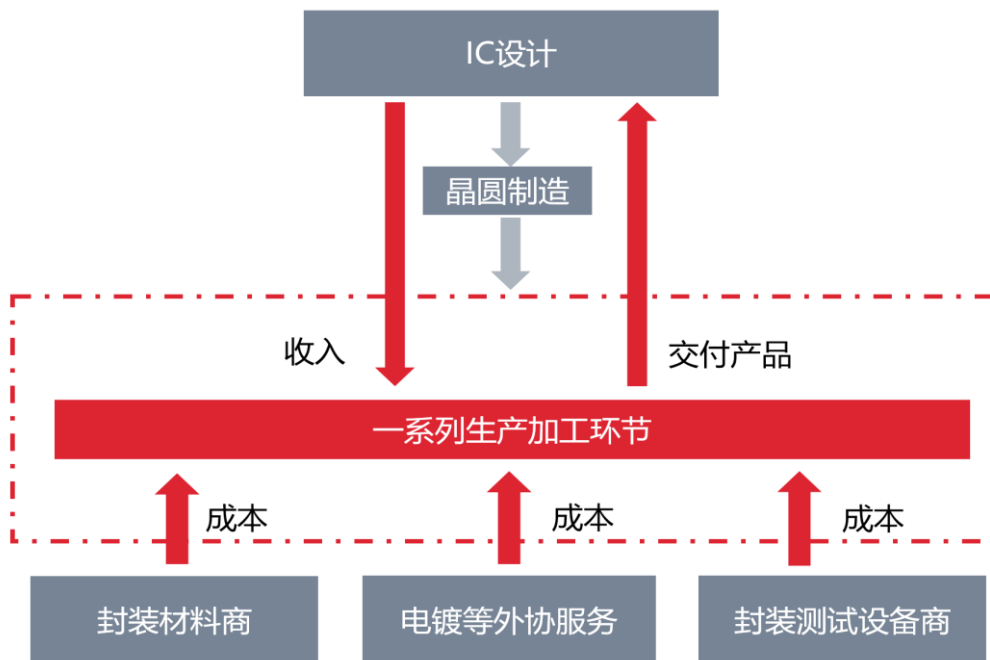 IC设计
晶圆制造
收入
交付产品
一系列生产加工环节
成本
成本
成本
封装材料商
电镀等外协服务
封装测试设备商